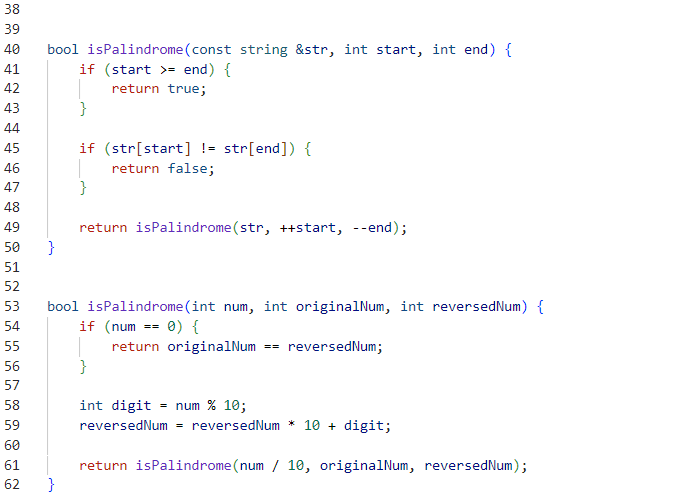 38
39
40 bool isPalindrome(const string &str, int start, int end) {
41     if (start >= end) {
42         return true;
43     }
44
45     if (str[start] != str[end]) {
46         return false;
47     }
48
49     return isPalindrome(str, ++start, --end);
50 }
51
52
53 bool isPalindrome(int num, int originalNum, int reversedNum) {
54     if (num == 0) {
55         return originalNum == reversedNum;
56     }
57
58     int digit = num % 10;
59     reversedNum = reversedNum * 10 + digit;
60
61     return isPalindrome(num / 10, originalNum, reversedNum);
62 }